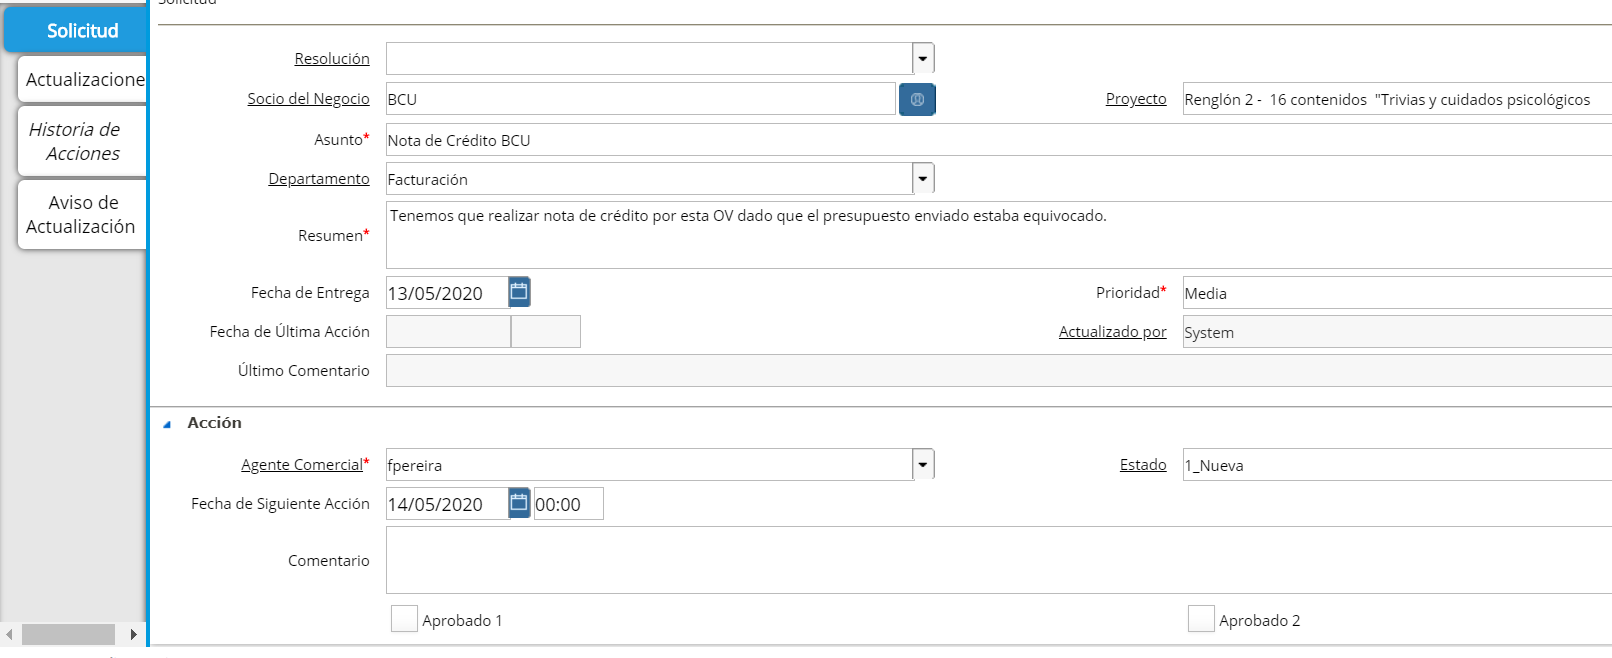 Solicitud
Solicitud
Actualizacione
Historia de
Acciones
Aviso de
Actualización
Resolución
Socio del Negocio BCU Proyecto Renglón 2 - 16 contenidos "Trivias y cuidados psicológicos
Asunto* Nota de Crédito BCU
Departamento Facturación
Resumen* Tenemos que realizar nota de crédito por esta OV dado que el presupuesto enviado estaba equivocado.
Fecha de Entrega 13/05/2020 Prioridad* Media
Fecha de Última Acción Actualizado por System
Último Comentario
Acción
Agente Comercial* fpereira Estado 1_Nueva
Fecha de Siguiente Acción 14/05/2020 00:00
Comentario
Aprobado 1 Aprobado 2